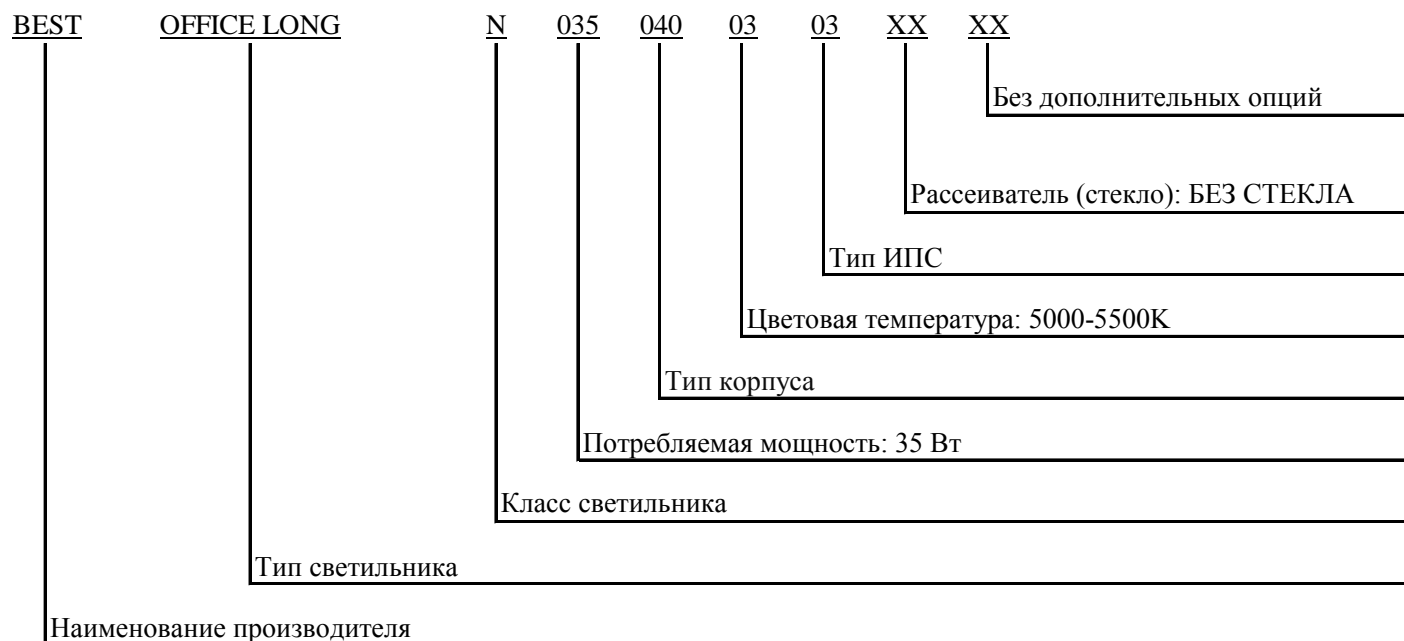 BEST OFFICE LONG N 035 040 03 03 XX XX
Без дополнительных опций
Рассеиватель (стекло): БЕЗ СТЕКЛА
Тип ИПС
Цветовая температура: 5000-5500K
Тип корпуса
Потребляемая мощность: 35 Вт
Класс светильника
Тип светильника
Наименование производителя